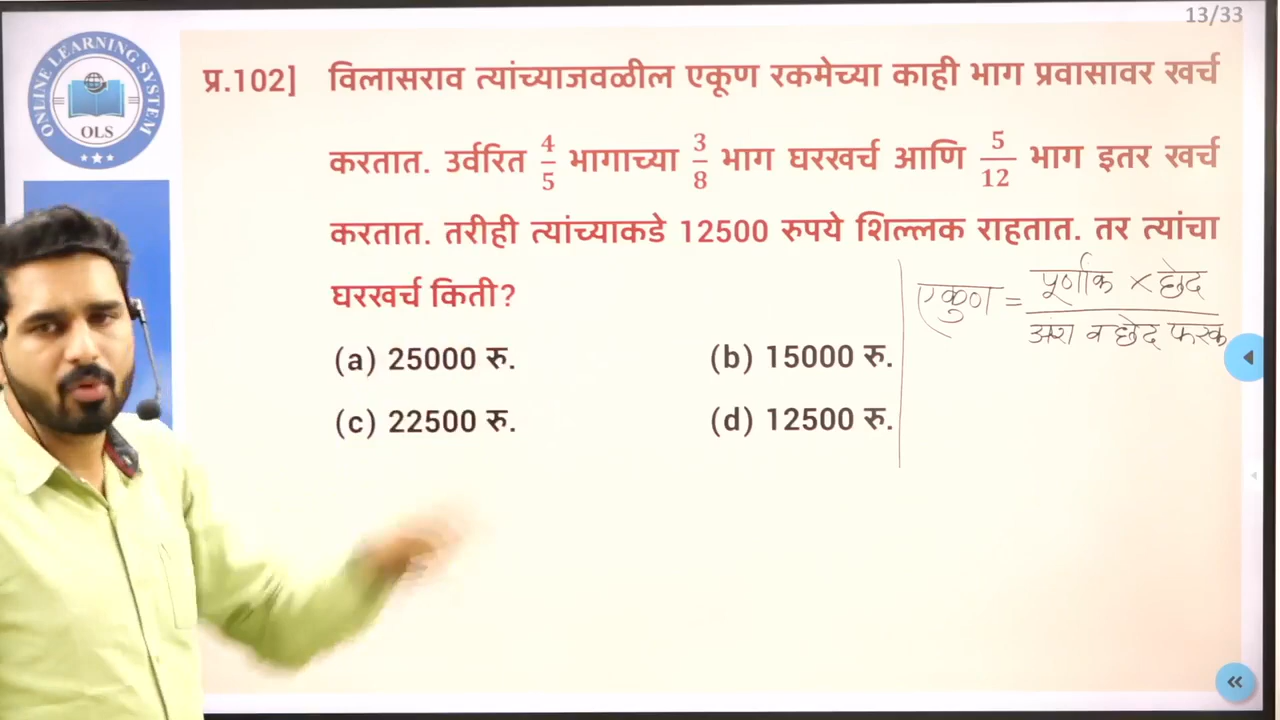 13/33
ONLINE LEARNING SYSTEM
OLS
प्र.102] विलासराव त्यांच्याजवळील एकूण रकमेच्या काही भाग प्रवासावर खर्च
करतात. उर्वरित 4/5 भागाच्या 3/8 भाग घरखर्च आणि 5/12 भाग इतर खर्च
करतात. तरीही त्यांच्याकडे 12500 रुपये शिल्लक राहतात. तर त्यांचा
घरखर्च किती?
एकुण = पूर्णांक × छेद / अंश व छेद फरक
(a) 25000 रु. (b) 15000 रु.
(c) 22500 रु. (d) 12500 रु.